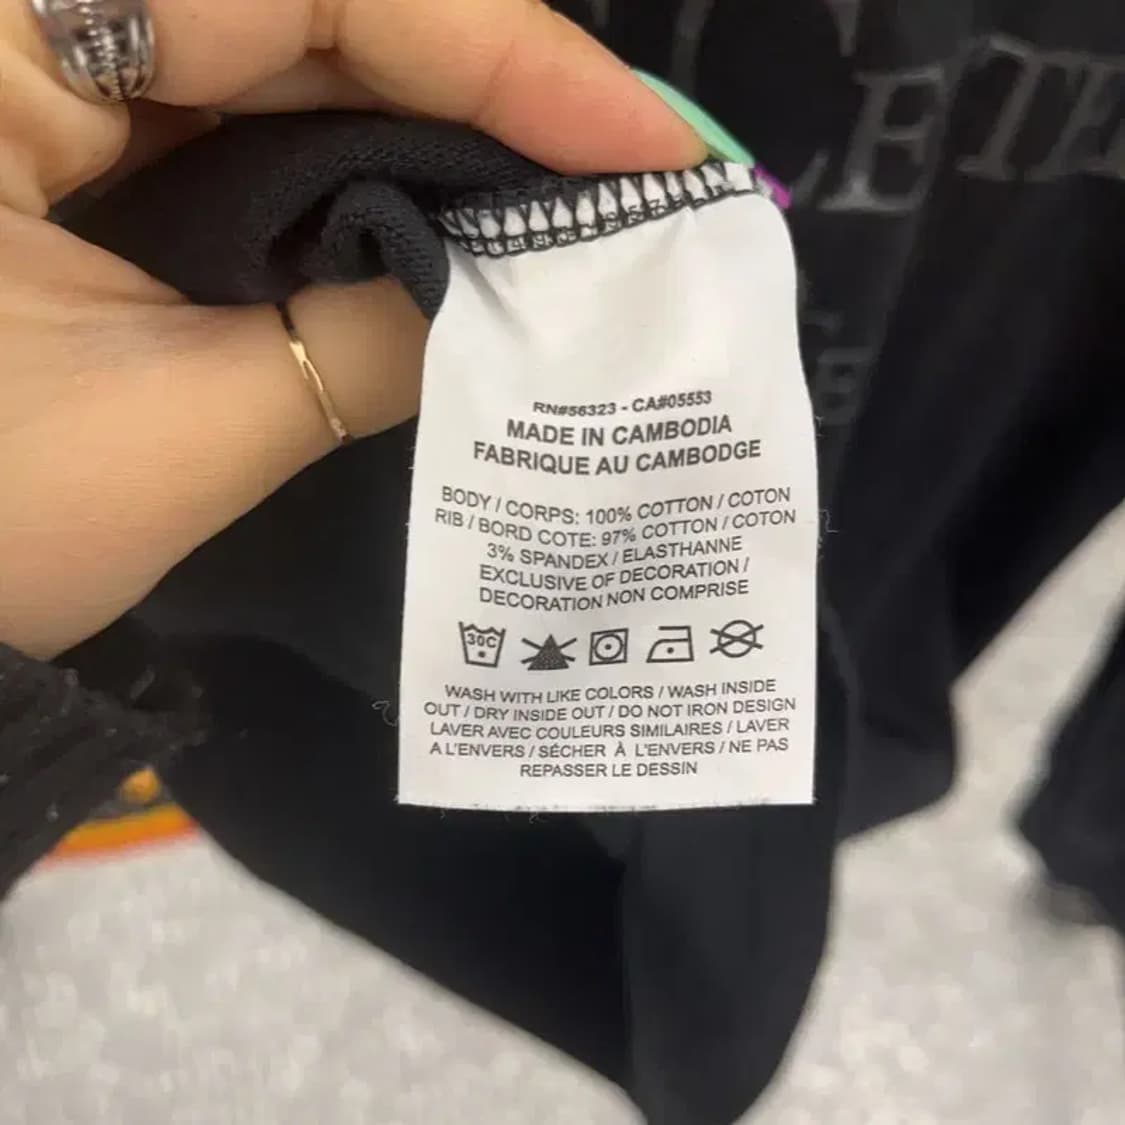 RN#56323 - CA#05553
MADE IN CAMBODIA
FABRIQUE AU CAMBODGE
BODY / CORPS: 100% COTTON / COTON
RIB / BORD COTE: 97% COTTON / COTON
3% SPANDEX / ELASTHANNE
EXCLUSIVE OF DECORATION /
DECORATION NON COMPRISE
30C
WASH WITH LIKE COLORS / WASH INSIDE
OUT / DRY INSIDE OUT / DO NOT IRON DESIGN
LAVER AVEC COULEURS SIMILAIRES / LAVER
A L'ENVERS / SÉCHER À L'ENVERS / NE PAS
REPASSER LE DESSIN